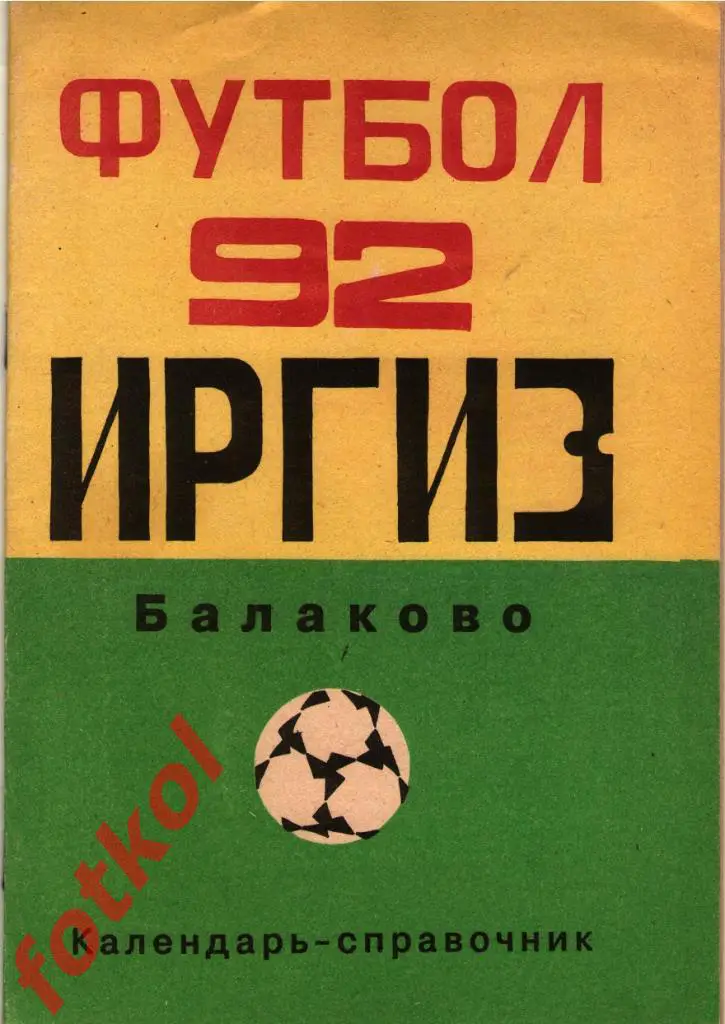 ФУТБОЛ
92
ИРГИЗ
Балаково
fotkol
Календарь-справочник